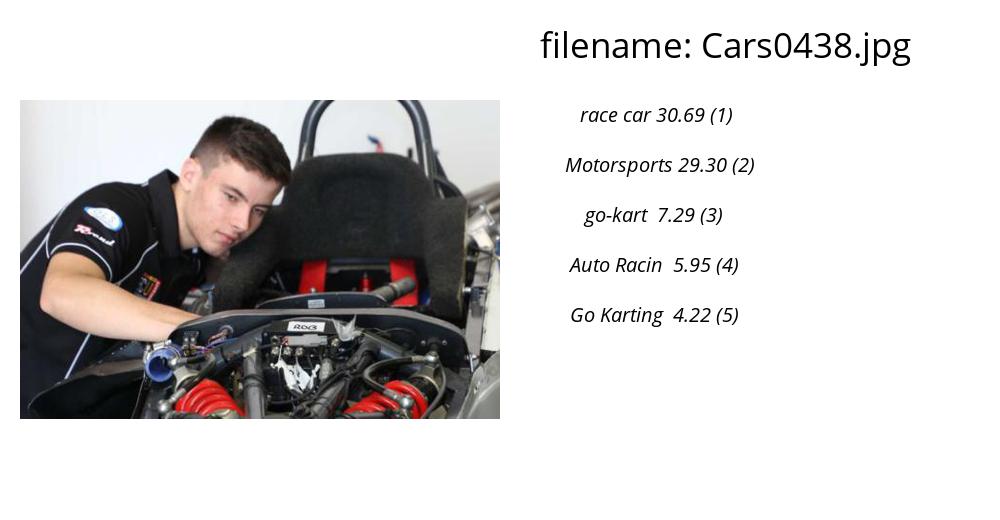 filename: Cars0438.jpg
race car 30.69 (1)
Motorsports 29.30 (2)
go-kart 7.29 (3)
Auto Racin 5.95 (4)
Go Karting 4.22 (5)